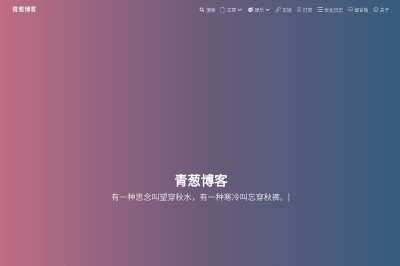 青葱博客
搜索 文章 娱乐 友链 打赏 本站日志 留言板 关于
青葱博客
有一种思念叫望穿秋水，有一种寒冷叫忘穿秋裤。|